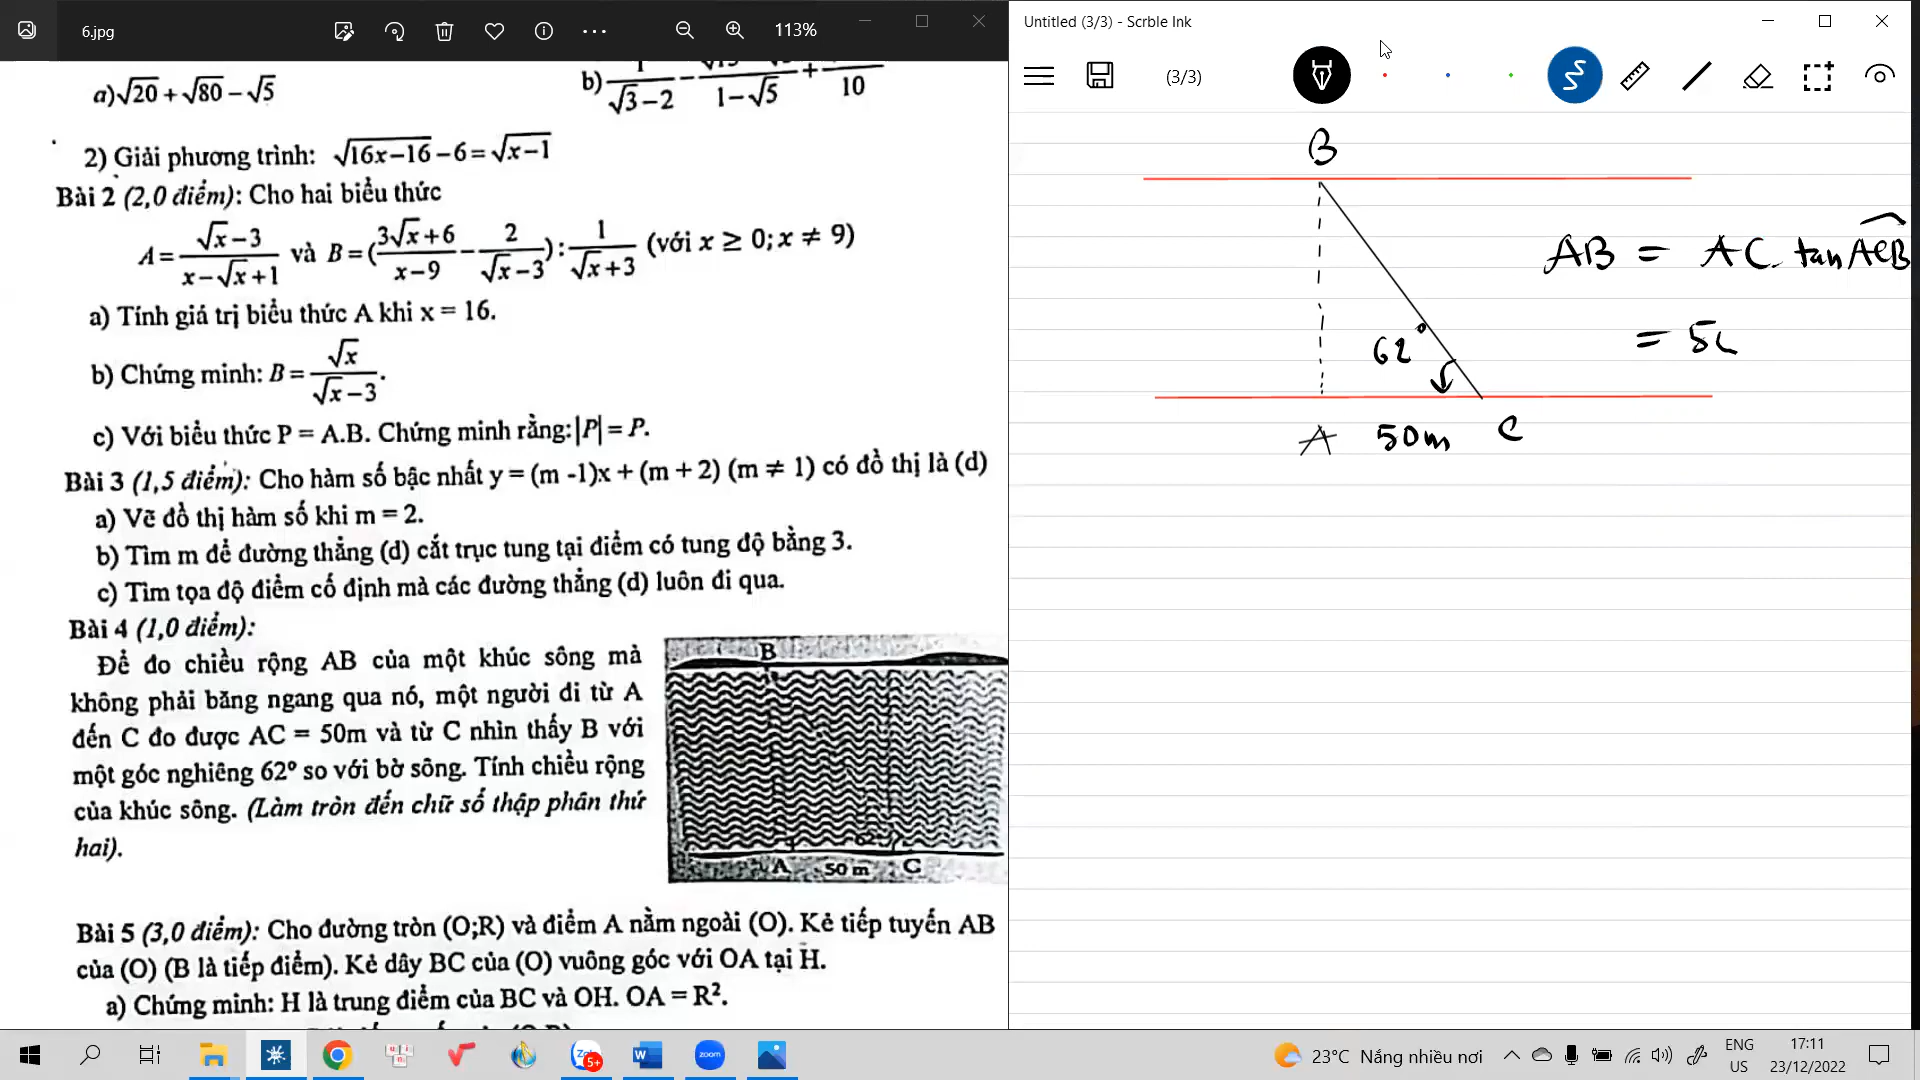 6.jpg
113%
a)√20 + √80 − √5
b) 1/(√3−2) − /(1−√5) + /10
2) Giải phương trình: √(16x−16) − 6 = √(x−1)
Bài 2 (2,0 điểm): Cho hai biểu thức
A = (√x − 3)/(x − √x + 1) và B = ((3√x + 6)/(x − 9) − 2/(√x − 3)) : 1/(√x + 3) (với x ≥ 0; x ≠ 9)
a) Tính giá trị biểu thức A khi x = 16.
b) Chứng minh: B = √x/(√x − 3).
c) Với biểu thức P = A.B. Chứng minh rằng: |P| = P.
Bài 3 (1,5 điểm): Cho hàm số bậc nhất y = (m -1)x + (m + 2) (m ≠ 1) có đồ thị là (d)
a) Vẽ đồ thị hàm số khi m = 2.
b) Tìm m để đường thẳng (d) cắt trục tung tại điểm có tung độ bằng 3.
c) Tìm tọa độ điểm cố định mà các đường thẳng (d) luôn đi qua.
Bài 4 (1,0 điểm):
Để đo chiều rộng AB của một khúc sông mà
không phải băng ngang qua nó, một người đi từ A
đến C đo được AC = 50m và từ C nhìn thấy B với
một góc nghiêng 62° so với bờ sông. Tính chiều rộng
của khúc sông. (Làm tròn đến chữ số thập phân thứ
hai).
B
62°
A 50 m C
Bài 5 (3,0 điểm): Cho đường tròn (O;R) và điểm A nằm ngoài (O). Kẻ tiếp tuyến AB
của (O) (B là tiếp điểm). Kẻ dây BC của (O) vuông góc với OA tại H.
a) Chứng minh: H là trung điểm của BC và OH. OA = R².
Untitled (3/3) - Scrble Ink
(3/3)
B
AB = AC. tan ACB
62°
= 5
A 50m C
zoom
5+
23°C Nắng nhiều nơi
ENG
US
17:11
23/12/2022